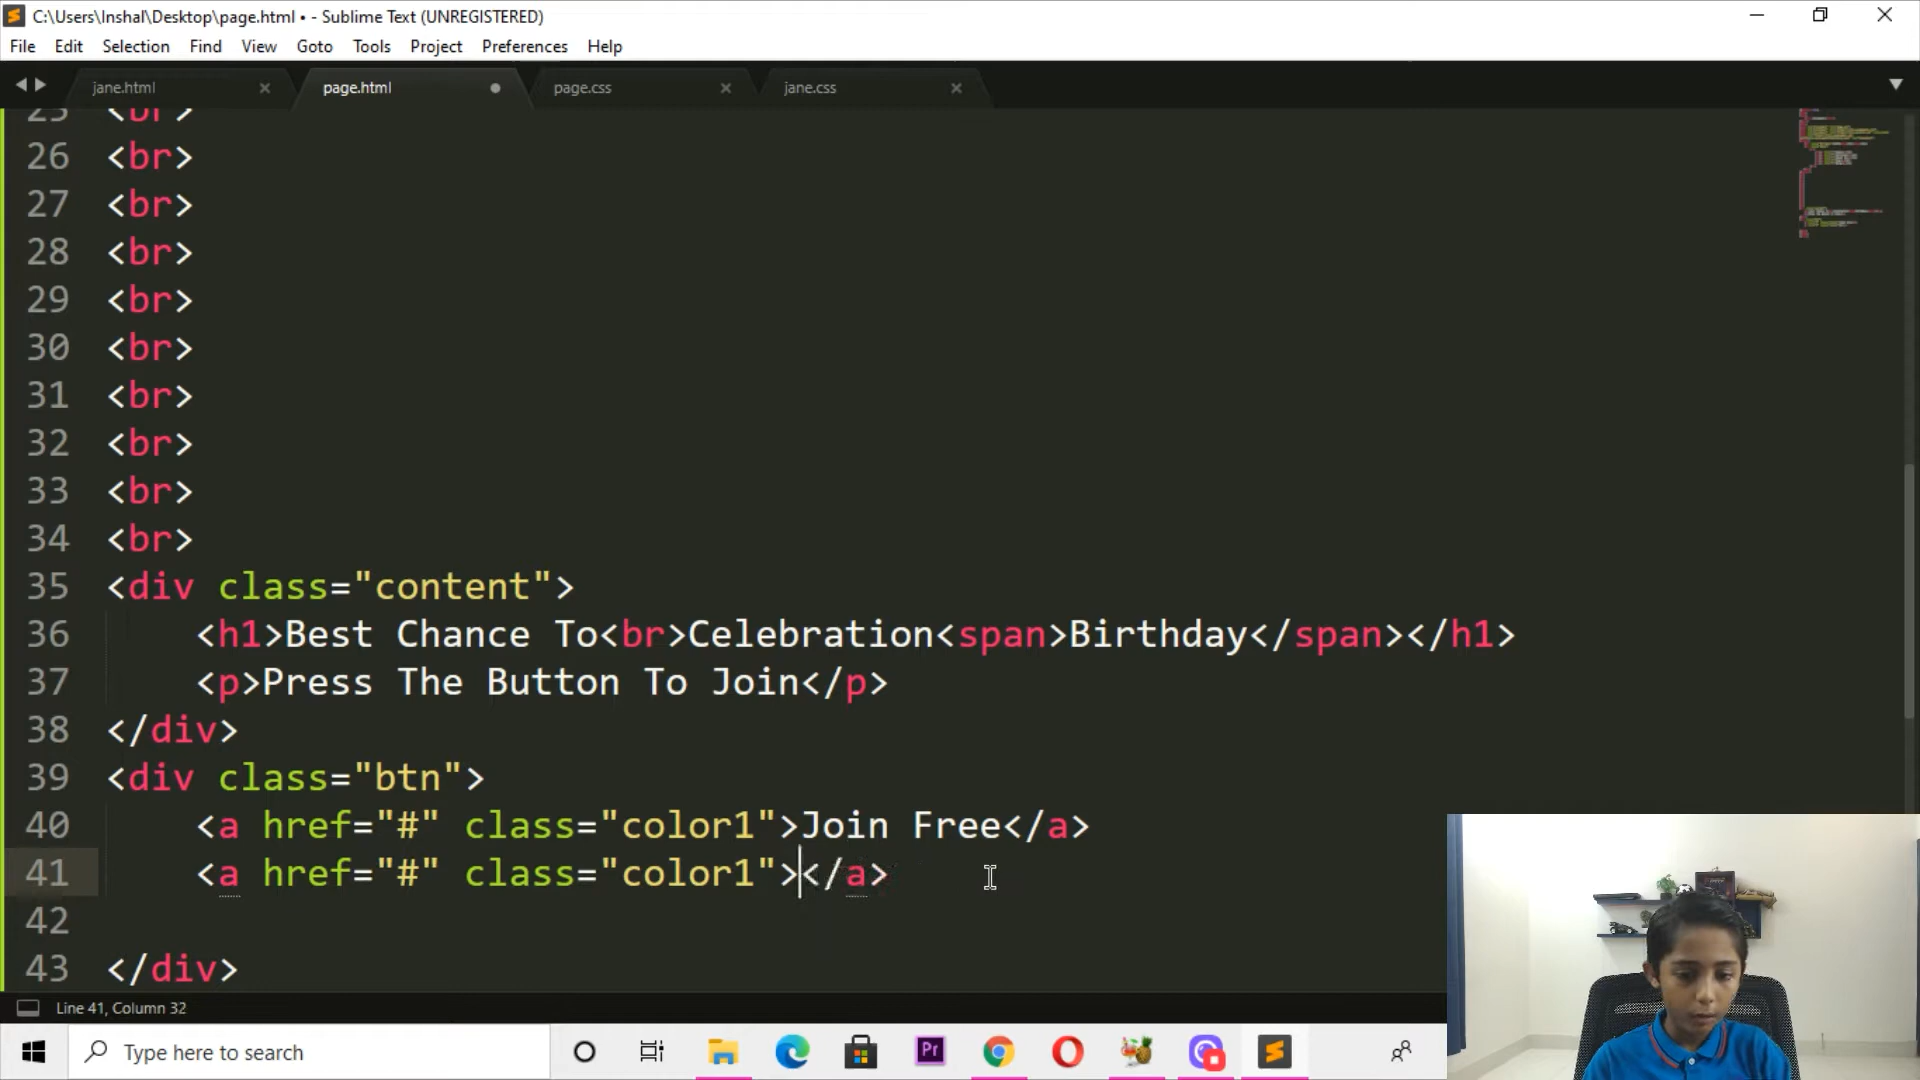 C:\Users\Inshal\Desktop\page.html • - Sublime Text (UNREGISTERED)
File Edit Selection Find View Goto Tools Project Preferences Help
jane.html page.html page.css jane.css
25 <br>
26 <br>
27 <br>
28 <br>
29 <br>
30 <br>
31 <br>
32 <br>
33 <br>
34 <br>
35 <div class="content">
36 <h1>Best Chance To<br>Celebration<span>Birthday</span></h1>
37 <p>Press The Button To Join</p>
38 </div>
39 <div class="btn">
40 <a href="#" class="color1">Join Free</a>
41 <a href="#" class="color1"></a>
42
43 </div>
Line 41, Column 32
Type here to search
Pr